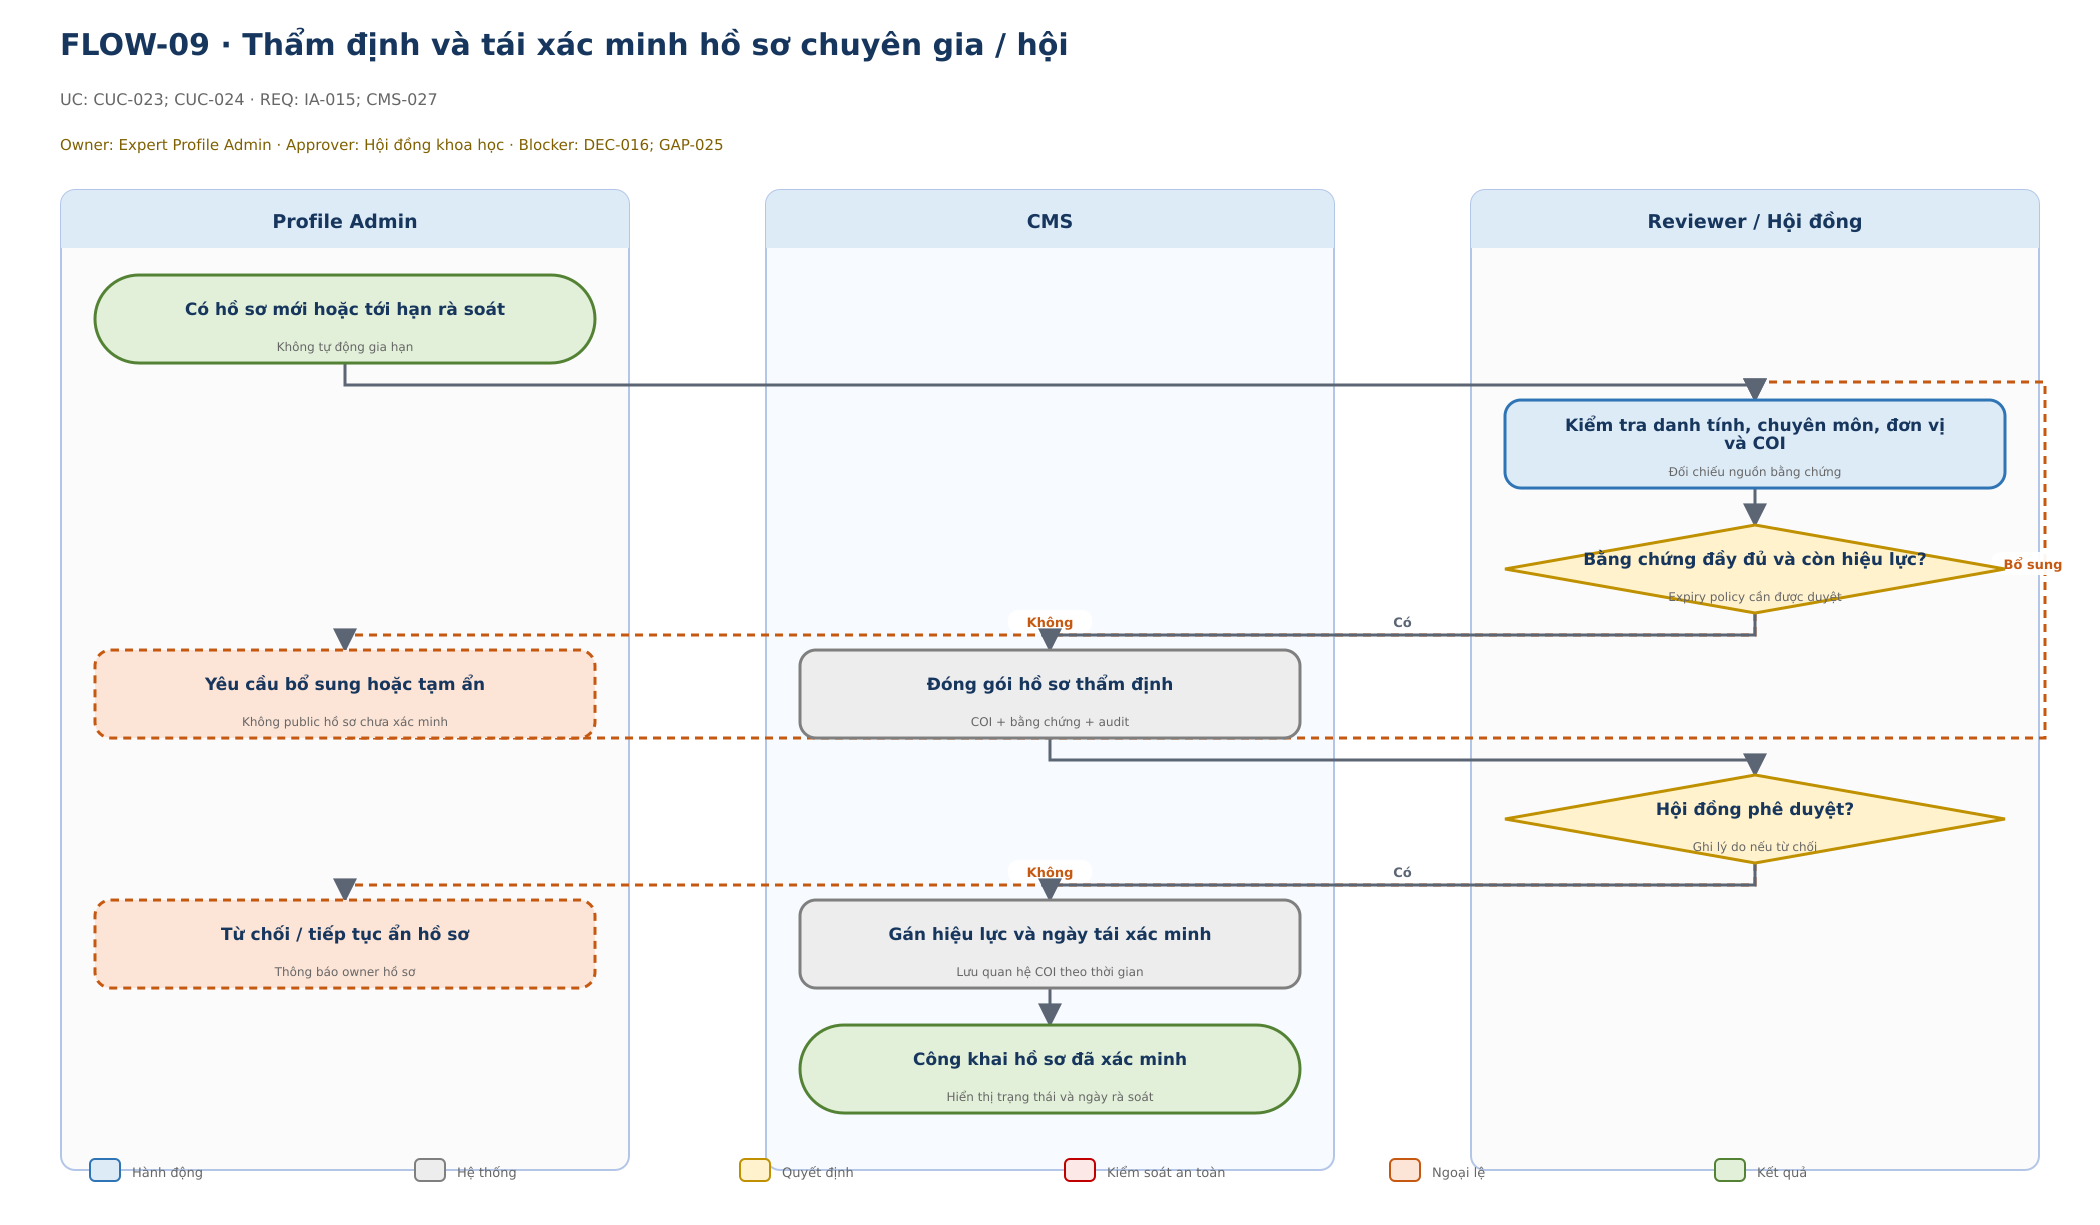 FLOW-09 · Thẩm định và tái xác minh hồ sơ chuyên gia / hội
UC: CUC-023; CUC-024 · REQ: IA-015; CMS-027
Owner: Expert Profile Admin · Approver: Hội đồng khoa học · Blocker: DEC-016; GAP-025
Profile Admin
CMS
Reviewer / Hội đồng
Có hồ sơ mới hoặc tới hạn rà soát
Không tự động gia hạn
Kiểm tra danh tính, chuyên môn, đơn vị
và COI
Đối chiếu nguồn bằng chứng
Bằng chứng đầy đủ và còn hiệu lực?
Bổ sung
Expiry policy cần được duyệt
Không
Có
Yêu cầu bổ sung hoặc tạm ẩn
Không public hồ sơ chưa xác minh
Đóng gói hồ sơ thẩm định
COI + bằng chứng + audit
Hội đồng phê duyệt?
Ghi lý do nếu từ chối
Không
Có
Từ chối / tiếp tục ẩn hồ sơ
Thông báo owner hồ sơ
Gán hiệu lực và ngày tái xác minh
Lưu quan hệ COI theo thời gian
Công khai hồ sơ đã xác minh
Hiển thị trạng thái và ngày rà soát
Hành động
Hệ thống
Quyết định
Kiểm soát an toàn
Ngoại lệ
Kết quả